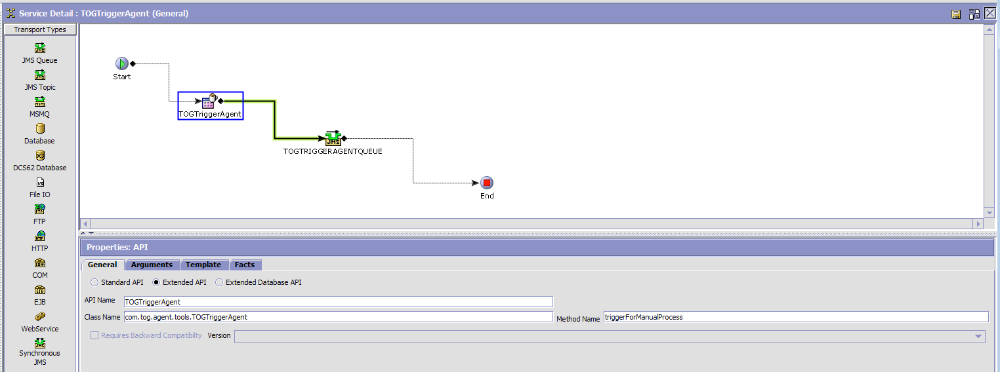 Service Detail : TOGTriggerAgent (General)
Transport Types
JMS
JMS Queue
JMS
JMS Topic
MSMQ
MSMQ
Database
DCS
DCS62 Database
I/O
File IO
FTP
FTP
HTTP
HTTP
COM+
COM
EJB
EJB
WebService
JMS
Synchronous
JMS
Start
TOGTriggerAgent
JMS
TOGTRIGGERAGENTQUEUE
End
Properties: API
General Arguments Template Facts
Standard API Extended API Extended Database API
API Name TOGTriggerAgent
Class Name com.tog.agent.tools.TOGTriggerAgent Method Name triggerForManualProcess
Requires Backward Compatibilty Version